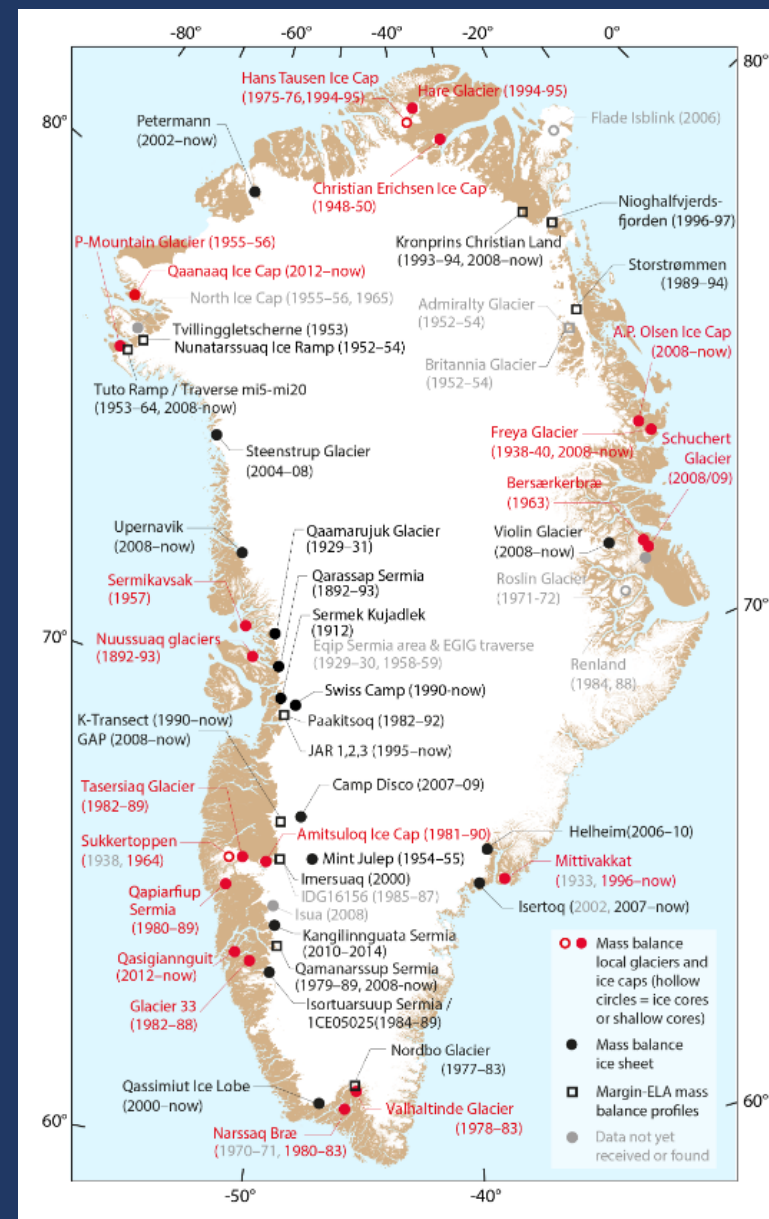 -80°
-60°
-40°
-30°
-20°
0°
80°
80°
Hans Tausen Ice Cap
(1975-76,1994-95)
Hare Glacier (1994-95)
Petermann
(2002–now)
Flade Isblink (2006)
Christian Erichsen Ice Cap
(1948-50)
Nioghalfvjerds-
fjorden (1996-97)
P-Mountain Glacier (1955–56)
Kronprins Christian Land
(1993–94, 2008-now)
Qaanaaq Ice Cap (2012–now)
Storstrømmen
(1989–94)
North Ice Cap (1955–56, 1965)
Admiralty Glacier
(1952–54)
Tvillinggletscherne (1953)
Nunatarssuaq Ice Ramp (1952–54)
A.P. Olsen Ice Cap
(2008–now)
Britannia Glacier
(1952–54)
Tuto Ramp / Traverse mi5-mi20
(1953–64, 2008-now)
Freya Glacier
(1938-40, 2008–now)
Steenstrup Glacier
(2004–08)
Schuchert
Glacier
(2008/09)
Bersærkerbræ
(1963)
Upernavik
(2008–now)
Qaamarujuk Glacier
(1929–31)
Violin Glacier
(2008–now)
Sermikavsak
(1957)
Qarassap Sermia
(1892–93)
Roslin Glacier
(1971-72)
Sermek Kujadlek
(1912)
70°
70°
Nuussuaq glaciers
(1892-93)
Eqip Sermia area & EGIG traverse
(1929–30, 1958-59)
Renland
(1984, 88)
Swiss Camp (1990-now)
K-Transect (1990–now)
GAP (2008–now)
Paakitsoq (1982–92)
JAR 1,2,3 (1995–now)
Tasersiaq Glacier
(1982–89)
Camp Disco (2007–09)
Sukkertoppen
(1938, 1964)
Amitsuloq Ice Cap (1981–90)
Helheim(2006–10)
Mint Julep (1954–55)
Mittivakkat
(1933, 1996–now)
Imersuaq (2000)
IDG16156 (1985–87)
Qapiarfiup
Sermia
(1980–89)
Isua (2008)
Isertoq (2002, 2007–now)
Kangilinnguata Sermia
(2010–2014)
Qasigiannguit
(2012–now)
Qamanarssup Sermia
(1979–89, 2008-now)
Glacier 33
(1982–88)
Isortuarsuup Sermia /
1CE05025(1984–89)
Nordbo Glacier
(1977–83)
Qassimiut Ice Lobe
(2000–now)
60°
60°
Valhaltinde Glacier
(1978–83)
Narssaq Bræ
(1970–71, 1980–83)
Mass balance
local glaciers and
ice caps (hollow
circles = ice cores
or shallow cores)
Mass balance
ice sheet
Margin-ELA mass
balance profiles
Data not yet
received or found
-50°
-40°